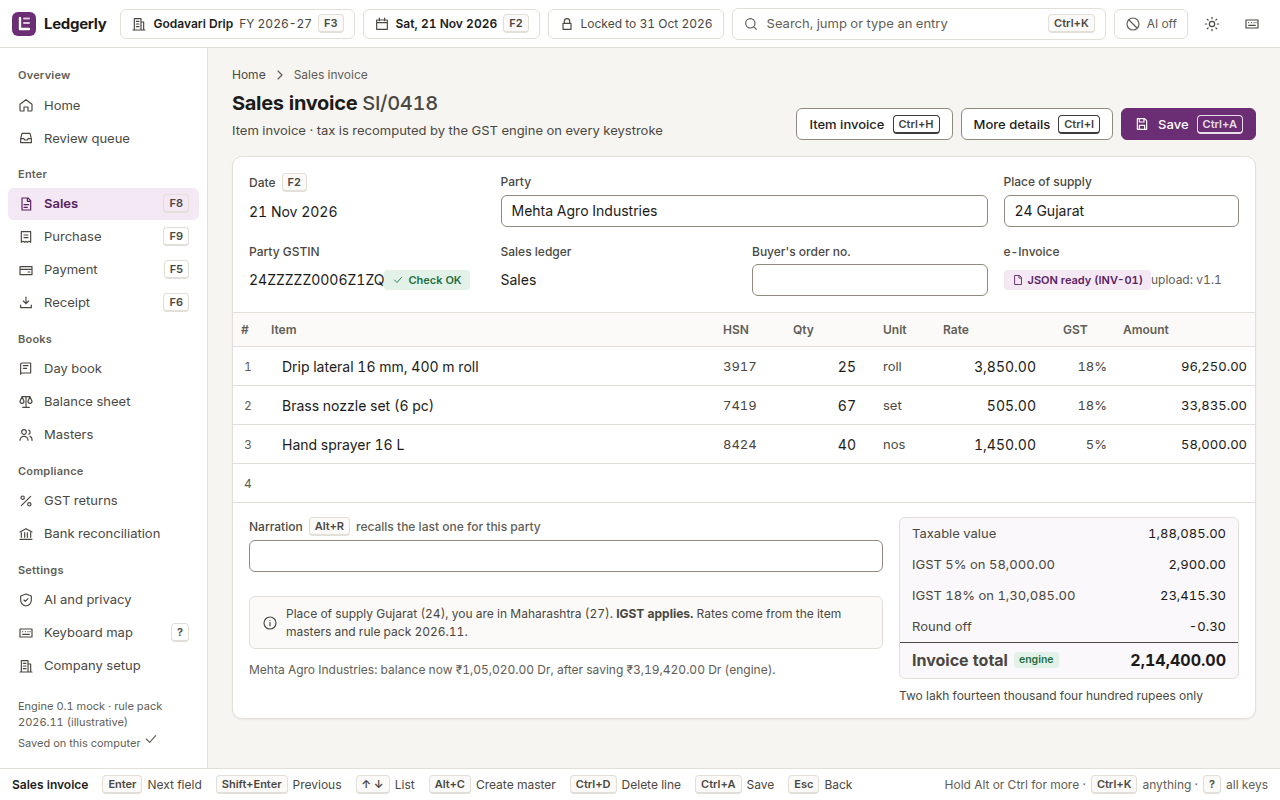 Ledgerly
Godavari Drip FY 2026-27 F3
Sat, 21 Nov 2026 F2
Locked to 31 Oct 2026
Search, jump or type an entry Ctrl+K
AI off
Overview
Home
Review queue
Enter
Sales F8
Purchase F9
Payment F5
Receipt F6
Books
Day book
Balance sheet
Masters
Compliance
GST returns
Bank reconciliation
Settings
AI and privacy
Keyboard map ?
Company setup
Engine 0.1 mock · rule pack
2026.11 (illustrative)
Saved on this computer
Home > Sales invoice
Sales invoice SI/0418
Item invoice · tax is recomputed by the GST engine on every keystroke
Item invoice Ctrl+H
More details Ctrl+I
Save Ctrl+A
Date F2
Party
Place of supply
21 Nov 2026
Mehta Agro Industries
24 Gujarat
Party GSTIN
Sales ledger
Buyer's order no.
e-Invoice
24ZZZZZ0006Z1ZQ Check OK
Sales
JSON ready (INV-01) upload: v1.1
# Item HSN Qty Unit Rate GST Amount
1 Drip lateral 16 mm, 400 m roll 3917 25 roll 3,850.00 18% 96,250.00
2 Brass nozzle set (6 pc) 7419 67 set 505.00 18% 33,835.00
3 Hand sprayer 16 L 8424 40 nos 1,450.00 5% 58,000.00
4
Narration Alt+R recalls the last one for this party
Place of supply Gujarat (24), you are in Maharashtra (27). IGST applies. Rates come from the item
masters and rule pack 2026.11.
Mehta Agro Industries: balance now ₹1,05,020.00 Dr, after saving ₹3,19,420.00 Dr (engine).
Taxable value 1,88,085.00
IGST 5% on 58,000.00 2,900.00
IGST 18% on 1,30,085.00 23,415.30
Round off -0.30
Invoice total engine 2,14,400.00
Two lakh fourteen thousand four hundred rupees only
Sales invoice Enter Next field Shift+Enter Previous ↑↓ List Alt+C Create master Ctrl+D Delete line Ctrl+A Save Esc Back
Hold Alt or Ctrl for more · Ctrl+K anything · ? all keys